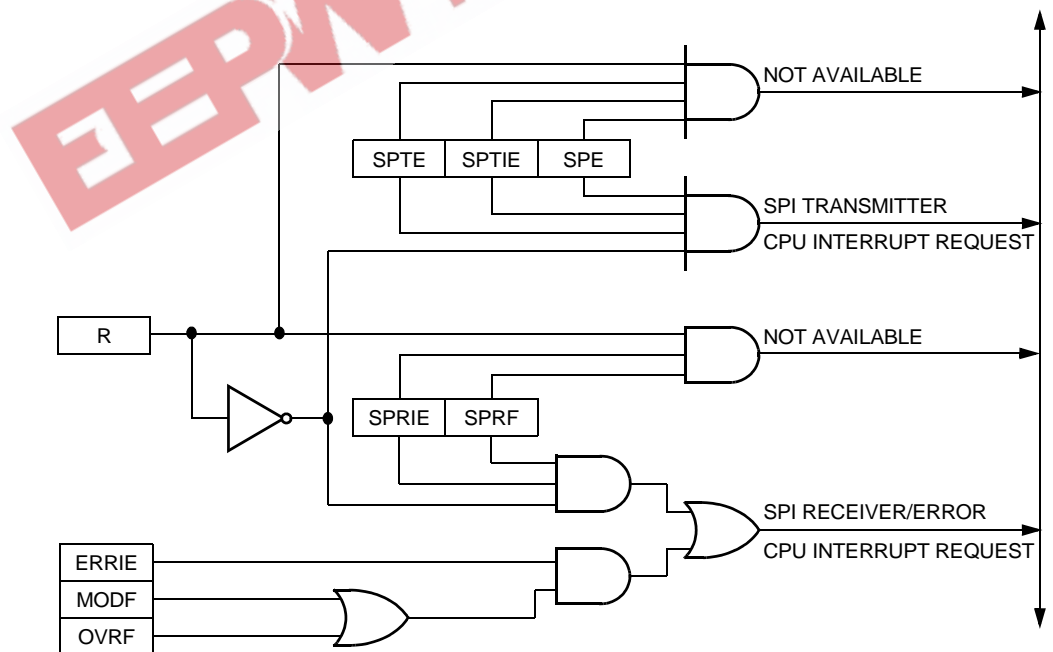 EEPW
NOT AVAILABLE
SPTE SPTIE SPE
SPI TRANSMITTER
CPU INTERRUPT REQUEST
R
NOT AVAILABLE
SPRIE SPRF
SPI RECEIVER/ERROR
CPU INTERRUPT REQUEST
ERRIE
MODF
OVRF